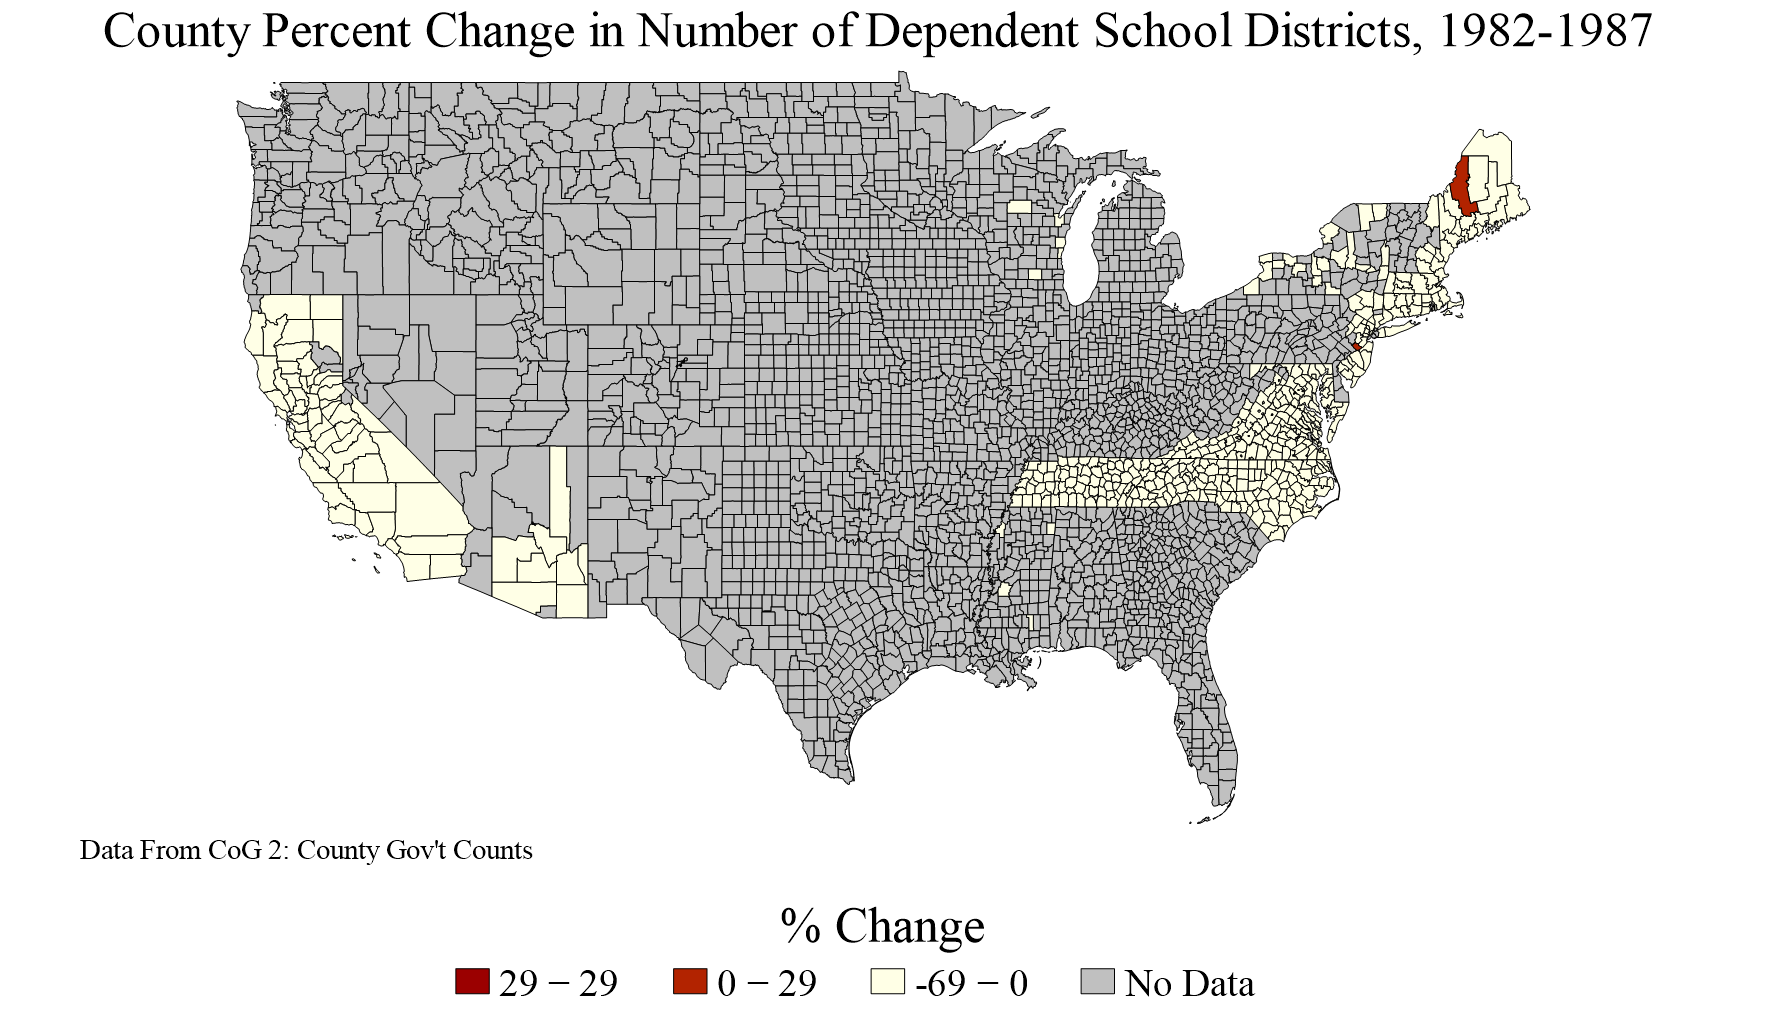 County Percent Change in Number of Dependent School Districts, 1982-1987
Data From CoG 2: County Gov't Counts
% Change
29 − 29
0 − 29
-69 − 0
No Data